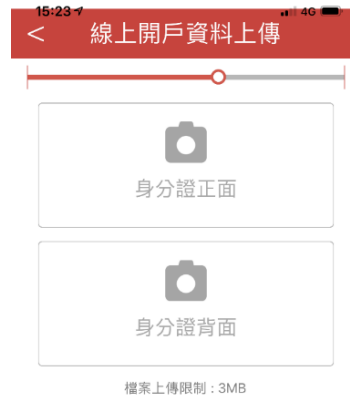 15:23
4G
< 線上開戶資料上傳
身分證正面
身分證背面
檔案上傳限制 : 3MB